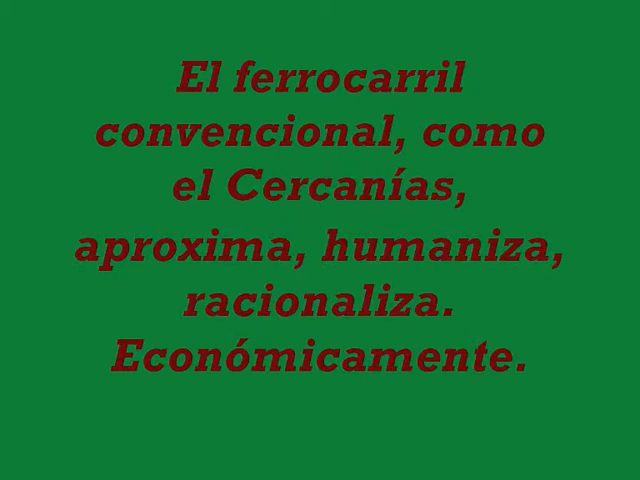 El ferrocarril
convencional, como
el Cercanías,
aproxima, humaniza,
racionaliza.
Económicamente.